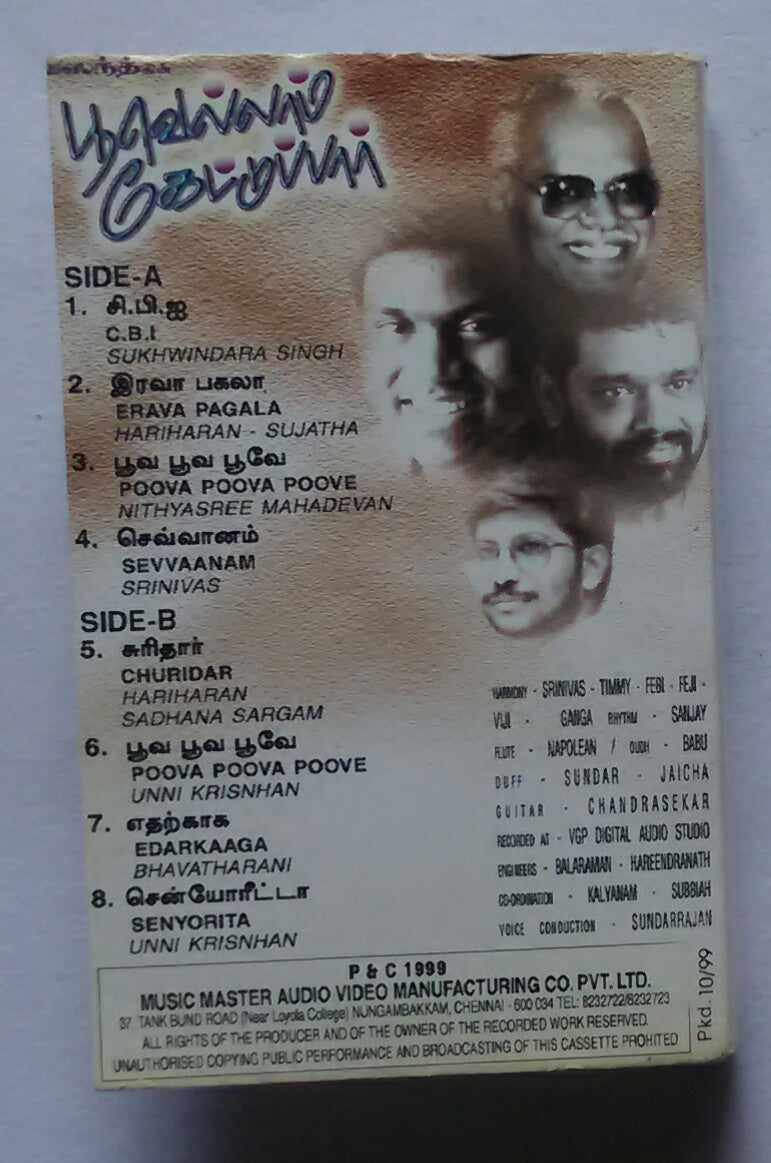 பூவெல்லாம்
கேட்டுப்பார்
SIDE-A
1. சி.பி.ஐ
C.B.I
SUKHWINDARA SINGH
2. இரவா பகலா
ERAVA PAGALA
HARIHARAN - SUJATHA
3. பூவ பூவ பூவே
POOVA POOVA POOVE
NITHYASREE MAHADEVAN
4. செவ்வானம்
SEVVAANAM
SRINIVAS
SIDE-B
5. சுரிதார்
CHURIDAR
HARIHARAN
SADHANA SARGAM
6. பூவ பூவ பூவே
POOVA POOVA POOVE
UNNI KRISNHAN
7. எதற்காக
EDARKAAGA
BHAVATHARANI
8. சென்யோரீட்டா
SENYORITA
UNNI KRISNHAN
HARMONY - SRINIVAS - TIMMY - FEBI - FEJI -
VIJI - GANGA RHYTHM - SANJAY
FLUTE - NAPOLEAN / OUDH - BABU
DUFF - SUNDAR - JAICHA
GUITAR - CHANDRASEKAR
RECORDED AT - VGP DIGITAL AUDIO STUDIO
ENGINEERS - BALARAMAN - HAREENDRANATH
CO-ORDINATION - KALYANAM - SUBBIAH
VOICE CONDUCTION - SUNDARRAJAN
P & C 1999
MUSIC MASTER AUDIO VIDEO MANUFACTURING CO. PVT. LTD.
37 TANK BUND ROAD (Near Loyola College) NUNGAMBAKKAM, CHENNAI - 600 034 TEL: 8232722/8232723
ALL RIGHTS OF THE PRODUCER AND OF THE OWNER OF THE RECORDED WORK RESERVED.
UNAUTHORISED COPYING PUBLIC PERFORMANCE AND BROADCASTING OF THIS CASSETTE PROHITED
Pkd. 10/99